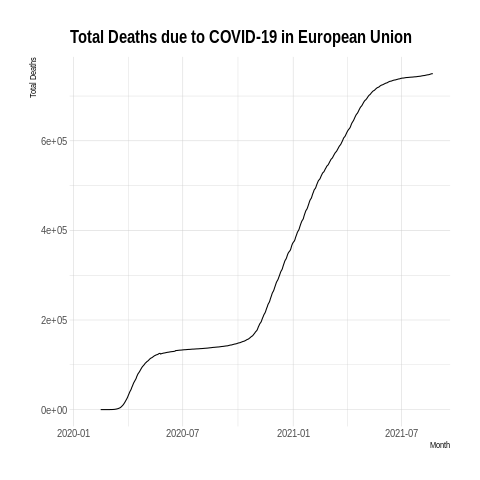 Total Deaths due to COVID-19 in European Union
Total Deaths
6e+05
4e+05
2e+05
0e+00
2020-01 2020-07 2021-01 2021-07
Month